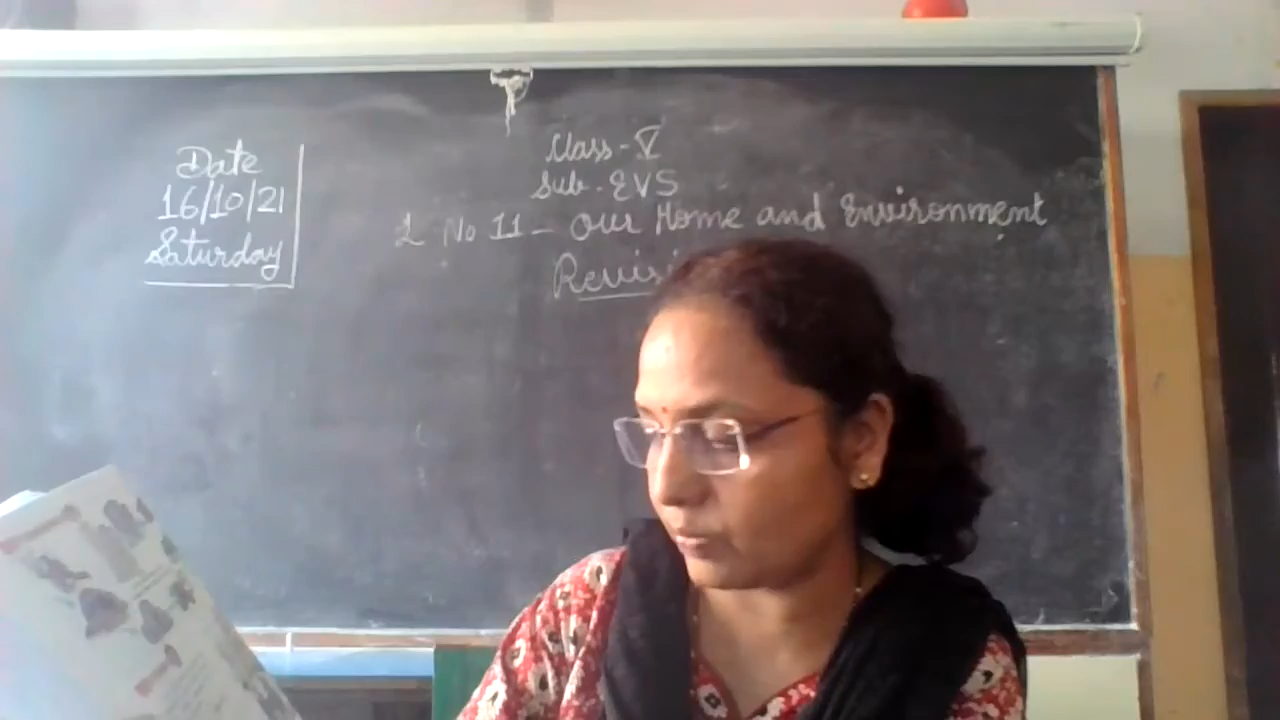 Date
16/10/21
Saturday
Class - V
Sub - EVS
L No 11 - Our Home and Environment